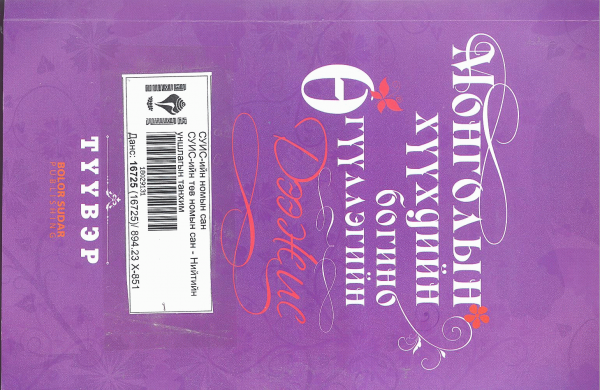 Монголын
хүүхдийн
богино
Өгүүллэгийн
Дээжис
СУИС-ийн номын сан
СУИС-ийн төв номын сан - Нийтийн
уншлагын танхим
16029131
Данс: 16725 (16725)/ 894.23 Х-851
ТҮҮВЭР
BOLOR SUDAR
PUBLISHING